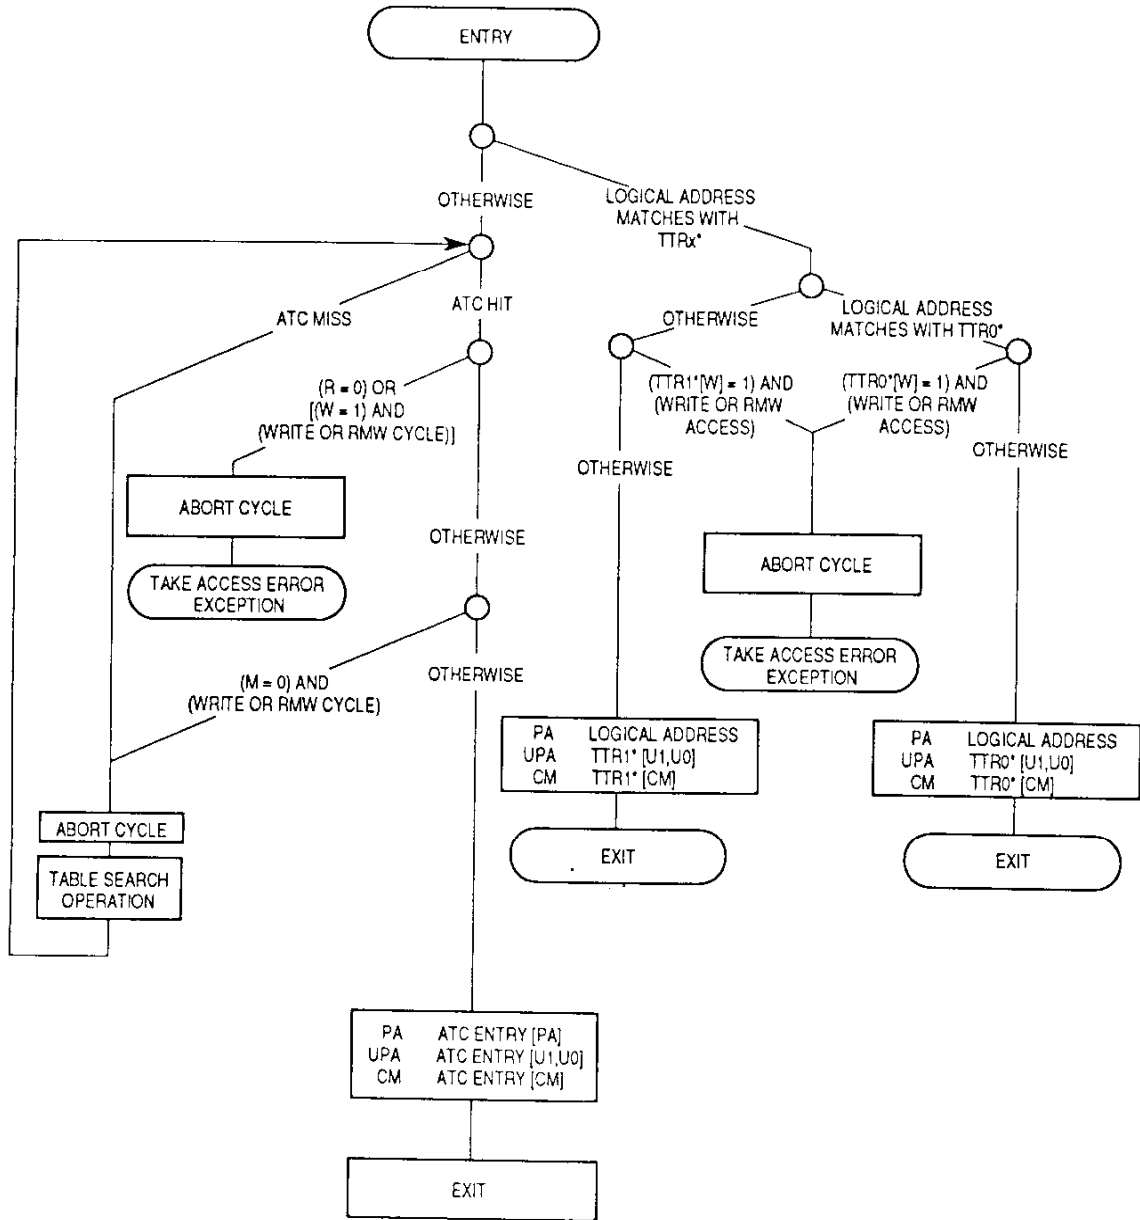 ENTRY
OTHERWISE
LOGICAL ADDRESS
MATCHES WITH
TTRx*
ATC MISS
ATC HIT
OTHERWISE
LOGICAL ADDRESS
MATCHES WITH TTR0*
(R = 0) OR
[(W = 1) AND
(WRITE OR RMW CYCLE)]
(TTR1*[W] = 1) AND
(WRITE OR RMW
ACCESS)
(TTR0*[W] = 1) AND
(WRITE OR RMW
ACCESS)
OTHERWISE
OTHERWISE
ABORT CYCLE
OTHERWISE
ABORT CYCLE
TAKE ACCESS ERROR
EXCEPTION
TAKE ACCESS ERROR
EXCEPTION
OTHERWISE
(M = 0) AND
(WRITE OR RMW CYCLE)
PA LOGICAL ADDRESS
UPA TTR1* [U1,U0]
CM TTR1* [CM]
PA LOGICAL ADDRESS
UPA TTR0* [U1,U0]
CM TTR0* [CM]
ABORT CYCLE
TABLE SEARCH
OPERATION
EXIT
EXIT
PA ATC ENTRY [PA]
UPA ATC ENTRY [U1,U0]
CM ATC ENTRY [CM]
EXIT